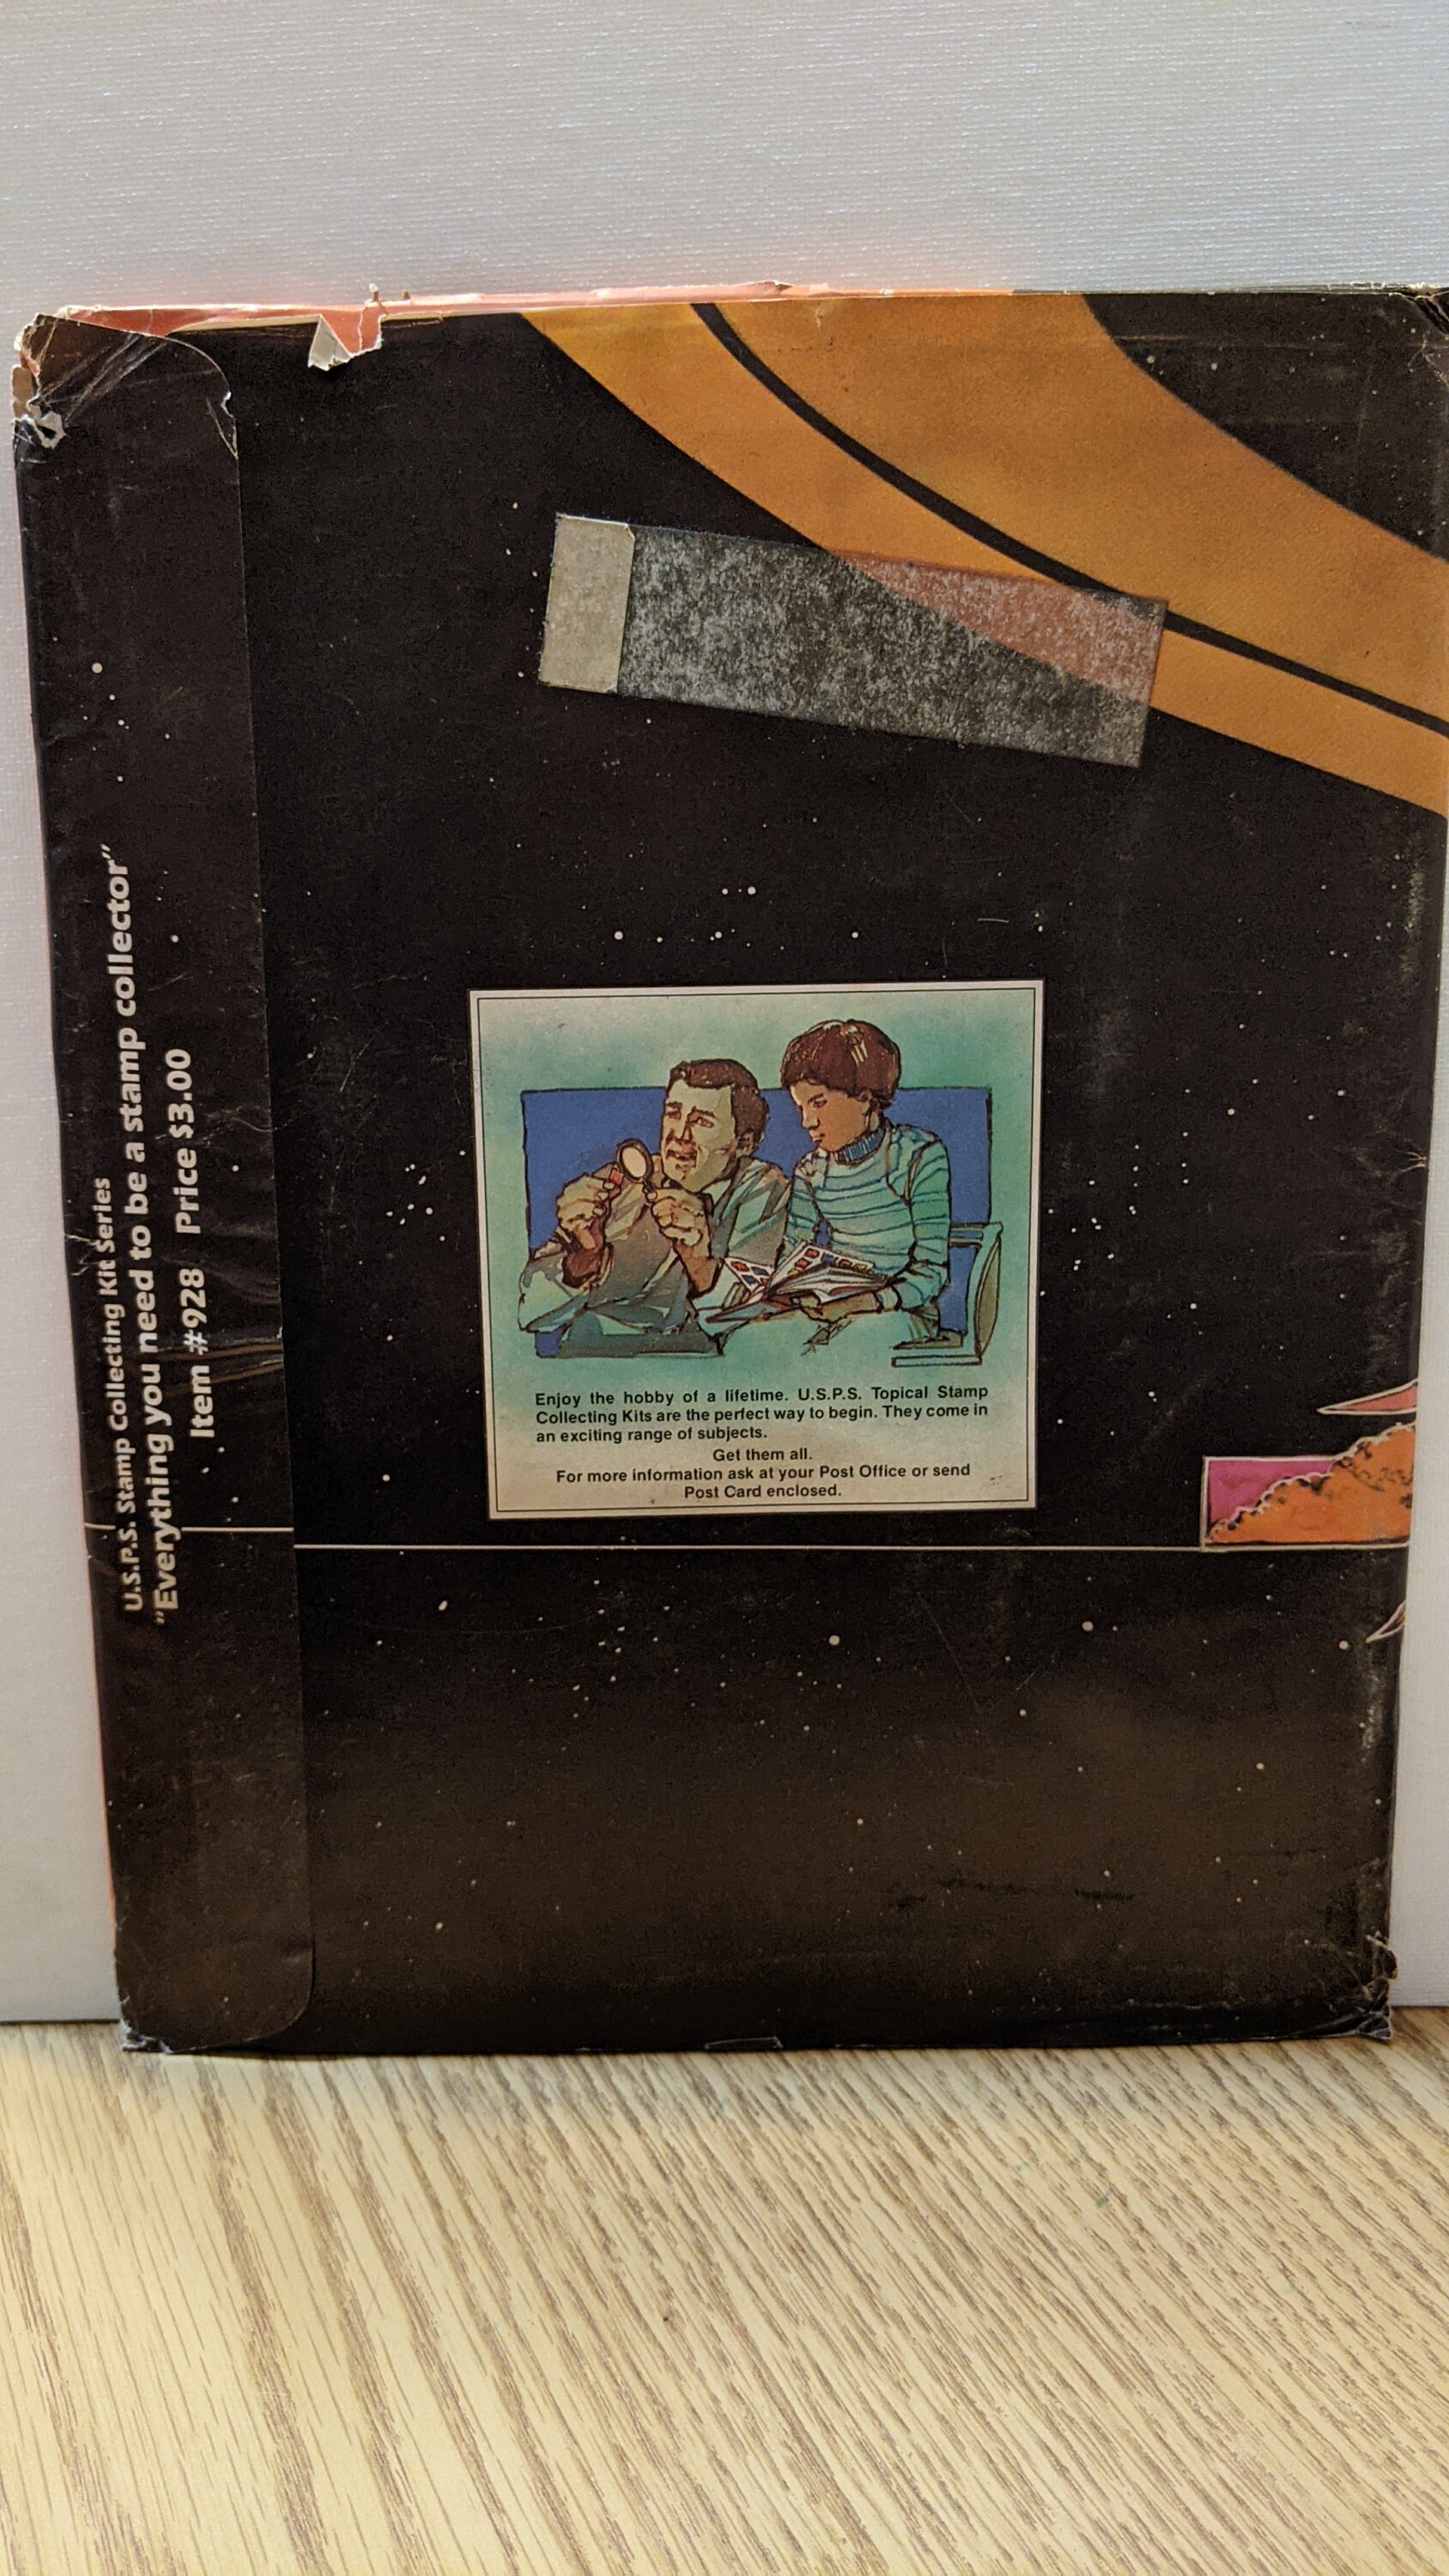 U.S.P.S. Stamp Collecting Kit Series
"Everything you need to be a stamp collector"
Item #928 Price $3.00
Enjoy the hobby of a lifetime. U.S.P.S. Topical Stamp
Collecting Kits are the perfect way to begin. They come in
an exciting range of subjects.
Get them all.
For more information ask at your Post Office or send
Post Card enclosed.